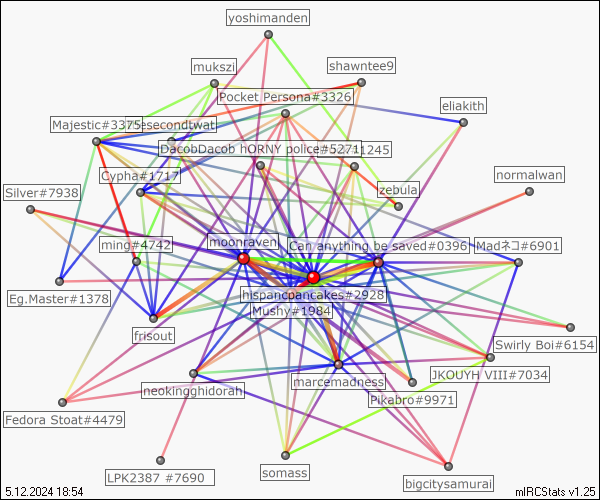 yoshimanden
mukszi
shawntee9
Pocket Persona#3326
eliakith
Majestic#3375
DacobDacob hORNY police#5271
1245
Cypha#1717
normalwan
Silver#7938
zebula
ming#4742
moonraven
Can anything be saved#0396
Madネコ#6901
Eg.Master#1378
hispancpancakes#2928
Mushy#1984
frisout
Swirly Boi#6154
marcemadness
JKOUYH VIII#7034
neokingghidorah
Pikabro#9971
Fedora Stoat#4479
LPK2387 #7690
somass
bigcitysamurai
5.12.2024 18:54
mIRCStats v1.25